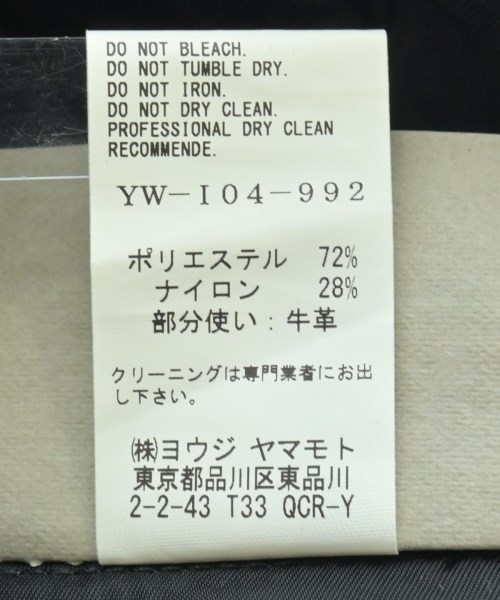 DO NOT BLEACH.
DO NOT TUMBLE DRY.
DO NOT IRON.
DO NOT DRY CLEAN.
PROFESSIONAL DRY CLEAN
RECOMMENDE.
YW－I０４－９９２
ポリエステル 72%
ナイロン 28%
部分使い：牛革
クリーニングは専門業者にお出
し下さい。
㈱ヨウジ ヤマモト
東京都品川区東品川
2-2-43 T33 QCR-Y